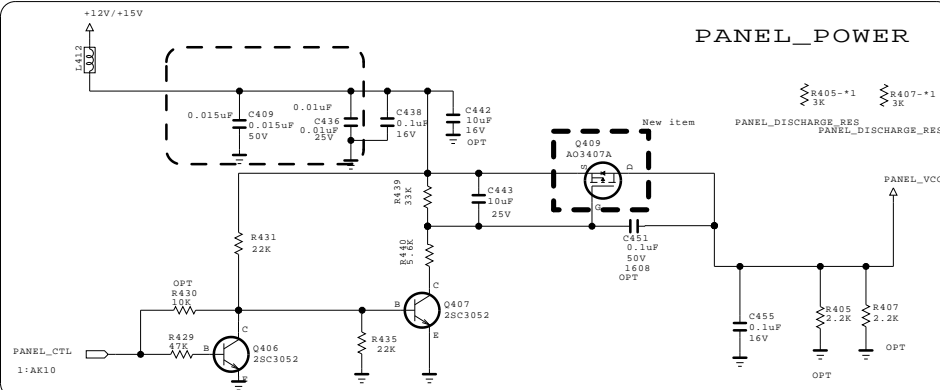 +12V/+15V
PANEL_POWER
L412
0.015uF
C409
0.015uF
50V
0.01uF
C436
0.01uF
25V
C438
0.1uF
16V
C442
10uF
16V
OPT
New item
Q409
AO3407A
S
D
G
R405-*1
3K
R407-*1
3K
PANEL_DISCHARGE_RES
PANEL_DISCHARGE_RES
PANEL_VCC
R439
33K
C443
10uF
25V
R431
22K
R440
5.6K
C451
0.1uF
50V
1608
OPT
OPT
R430
10K
C
B
Q407
2SC3052
E
R429
47K
C
B
Q406
2SC3052
E
R435
22K
PANEL_CTL
1:AK10
C455
0.1uF
16V
R405
2.2K
OPT
R407
2.2K
OPT